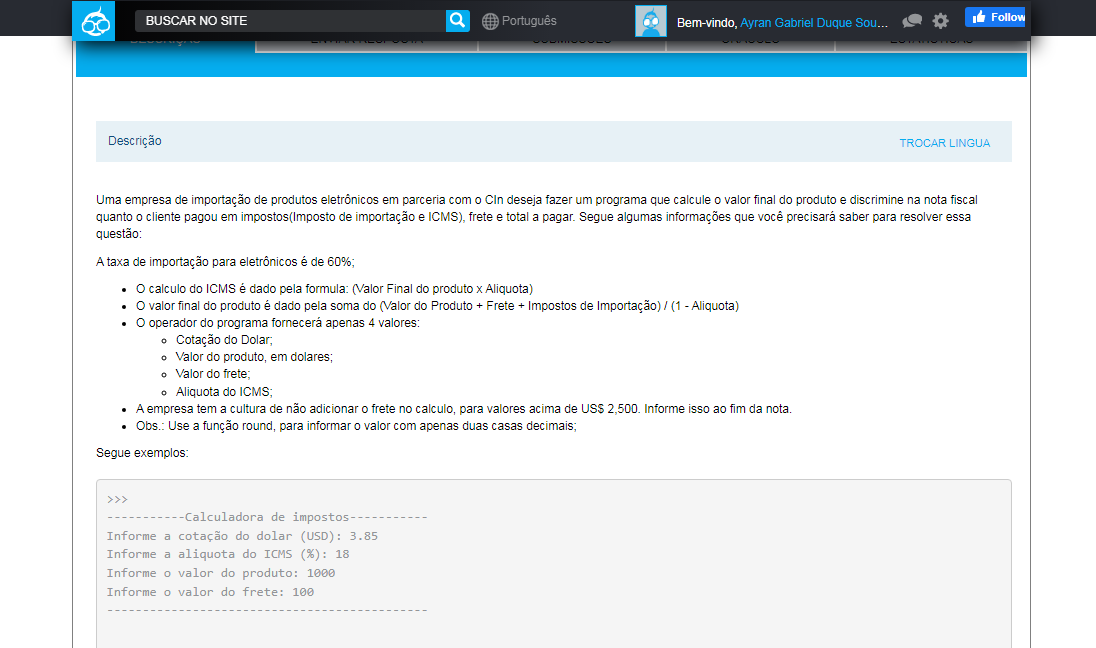 BUSCAR NO SITE
Português
Bem-vindo, Ayran Gabriel Duque Sou...
Follow
DESCRIÇÃO
ENVIAR RESPOSTA
SUBMISSÕES
ORÁCULO
ESTATÍSTICAS
Descrição
TROCAR LINGUA
Uma empresa de importação de produtos eletrônicos em parceria com o CIn deseja fazer um programa que calcule o valor final do produto e discrimine na nota fiscal
quanto o cliente pagou em impostos(Imposto de importação e ICMS), frete e total a pagar. Segue algumas informações que você precisará saber para resolver essa
questão:
A taxa de importação para eletrônicos é de 60%;
O calculo do ICMS é dado pela formula: (Valor Final do produto x Aliquota)
O valor final do produto é dado pela soma do (Valor do Produto + Frete + Impostos de Importação) / (1 - Aliquota)
O operador do programa fornecerá apenas 4 valores:
Cotação do Dolar;
Valor do produto, em dolares;
Valor do frete;
Aliquota do ICMS;
A empresa tem a cultura de não adicionar o frete no calculo, para valores acima de US$ 2,500. Informe isso ao fim da nota.
Obs.: Use a função round, para informar o valor com apenas duas casas decimais;
Segue exemplos:
>>>
-----------Calculadora de impostos-----------
Informe a cotação do dolar (USD): 3.85
Informe a aliquota do ICMS (%): 18
Informe o valor do produto: 1000
Informe o valor do frete: 100
---------------------------------------------